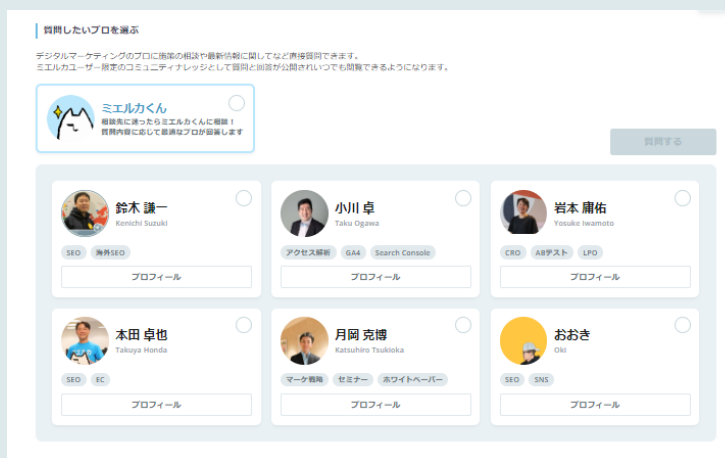 質問したいプロを選ぶ
デジタルマーケティングのプロに施策の相談や最新情報に関してなど直接質問できます。
ミエルカユーザー限定のコミュニティナレッジとして質問と回答が公開されいつでも閲覧できるようになります。
ミエルカくん
相談先に迷ったらミエルカくんに相談！
質問内容に応じて最適なプロが回答します
質問する
鈴木 謙一
Kenichi Suzuki
SEO 海外SEO
プロフィール
小川 卓
Taku Ogawa
アクセス解析 GA4 Search Console
プロフィール
岩本 庸佑
Yosuke Iwamoto
CRO ABテスト LPO
プロフィール
本田 卓也
Takuya Honda
SEO EC
プロフィール
月岡 克博
Katsuhiro Tsukioka
マーケ戦略 セミナー ホワイトペーパー
プロフィール
おおき
Oki
SEO SNS
プロフィール